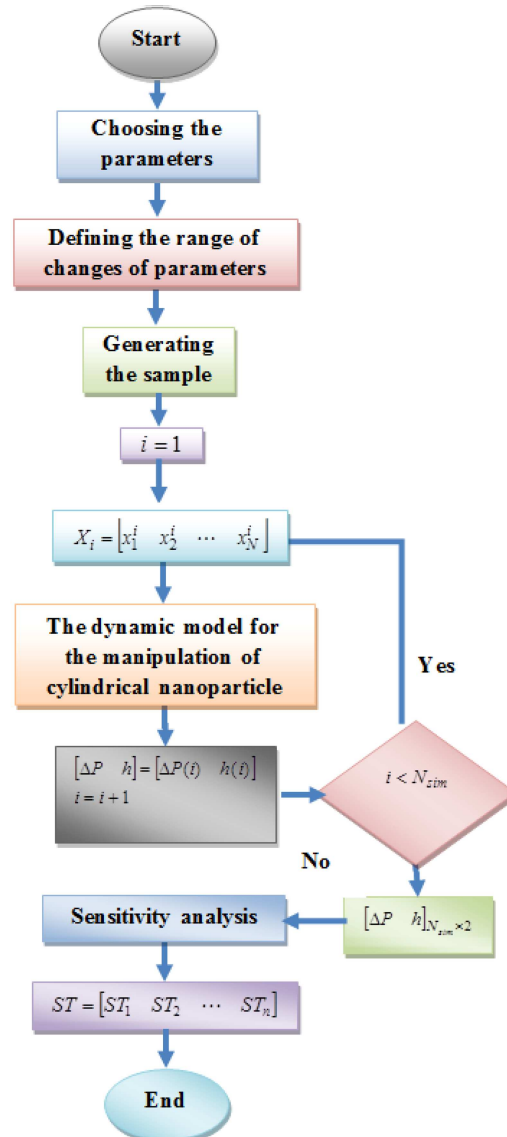 Start
Choosing the
parameters
Defining the range of
changes of parameters
Generating
the sample
i = 1
X_i = ⌊x_1^i x_2^i ⋯ x_N^i⌋
The dynamic model for
the manipulation of
cylindrical nanoparticle
Yes
[ΔP h] = [ΔP(i) h(i)]
i = i + 1
i < N_sim
No
[ΔP h]_{N_sim × 2}
Sensitivity analysis
ST = [ST_1 ST_2 ⋯ ST_n]
End